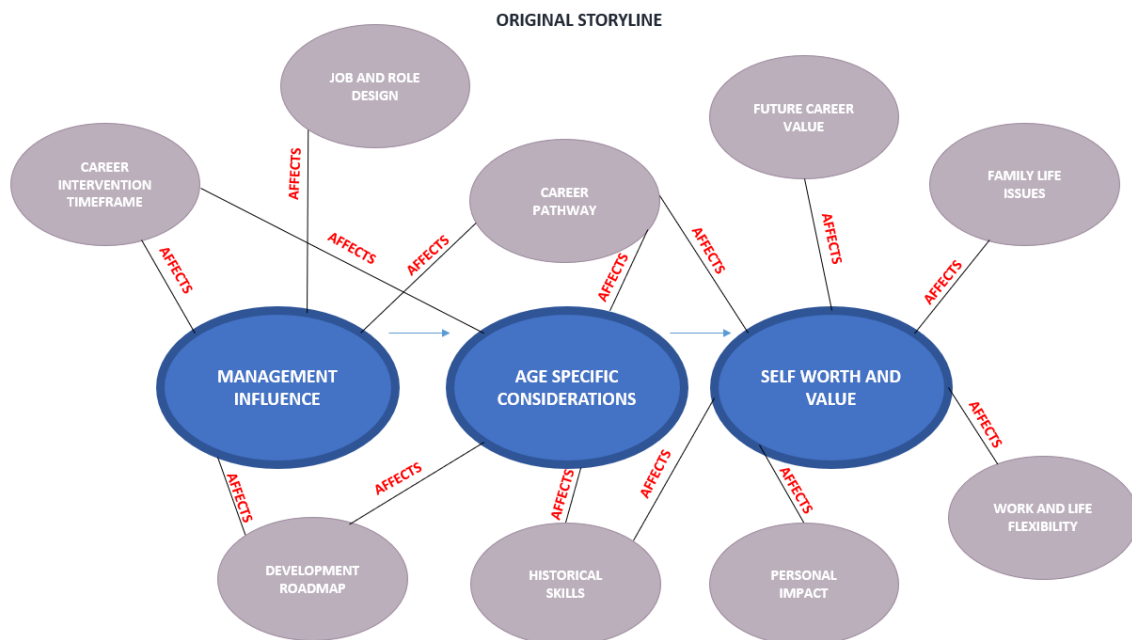 ORIGINAL STORYLINE
JOB AND ROLE
DESIGN
FUTURE CAREER
VALUE
CAREER
INTERVENTION
TIMEFRAME
CAREER
PATHWAY
FAMILY LIFE
ISSUES
AFFECTS
AFFECTS
AFFECTS
AFFECTS
AFFECTS
AFFECTS
AFFECTS
AFFECTS
MANAGEMENT
INFLUENCE
AGE SPECIFIC
CONSIDERATIONS
SELF WORTH AND
VALUE
AFFECTS
AFFECTS
AFFECTS
AFFECTS
AFFECTS
AFFECTS
DEVELOPMENT
ROADMAP
HISTORICAL
SKILLS
PERSONAL
IMPACT
WORK AND LIFE
FLEXIBILITY